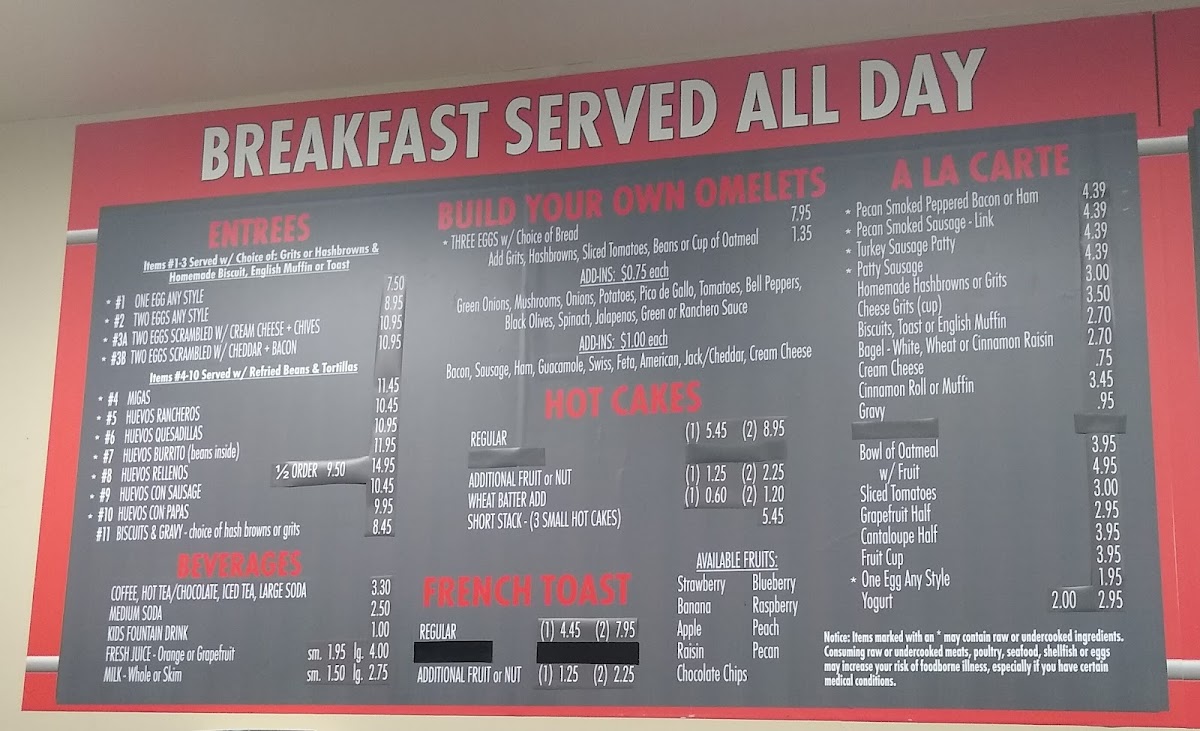 BREAKFAST SERVED ALL DAY
ENTREES
Items #1-3 Served w/ Choice of: Grits or Hashbrowns &
Homemade Biscuit, English Muffin or Toast
* #1 ONE EGG ANY STYLE 7.50
* #2 TWO EGGS ANY STYLE 8.95
* #3A TWO EGGS SCRAMBLED W/ CREAM CHEESE + CHIVES 10.95
* #3B TWO EGGS SCRAMBLED W/ CHEDDAR + BACON 10.95
Items #4-10 Served w/ Refried Beans & Tortillas
* #4 MIGAS 11.45
* #5 HUEVOS RANCHEROS 10.45
* #6 HUEVOS QUESADILLAS 10.95
* #7 HUEVOS BURRITO (beans inside) 11.95
* #8 HUEVOS RELLENOS ½ ORDER 9.50 14.95
* #9 HUEVOS CON SAUSAGE 10.45
* #10 HUEVOS CON PAPAS 9.95
#11 BISCUITS & GRAVY - choice of hash browns or grits 8.45
BEVERAGES
COFFEE, HOT TEA/CHOCOLATE, ICED TEA, LARGE SODA 3.30
MEDIUM SODA 2.50
KIDS FOUNTAIN DRINK 1.00
FRESH JUICE - Orange or Grapefruit sm. 1.95 lg. 4.00
MILK - Whole or Skim sm. 1.50 lg. 2.75
BUILD YOUR OWN OMELETS
* THREE EGGS w/ Choice of Bread 7.95
Add Grits, Hashbrowns, Sliced Tomatoes, Beans or Cup of Oatmeal 1.35
ADD-INS: $0.75 each
Green Onions, Mushrooms, Onions, Potatoes, Pico de Gallo, Tomatoes, Bell Peppers,
Black Olives, Spinach, Jalapenos, Green or Ranchero Sauce
ADD-INS: $1.00 each
Bacon, Sausage, Ham, Guacamole, Swiss, Feta, American, Jack/Cheddar, Cream Cheese
HOT CAKES
REGULAR (1) 5.45 (2) 8.95
ADDITIONAL FRUIT or NUT (1) 1.25 (2) 2.25
WHEAT BATTER ADD (1) 0.60 (2) 1.20
SHORT STACK - (3 SMALL HOT CAKES) 5.45
FRENCH TOAST
REGULAR (1) 4.45 (2) 7.95
ADDITIONAL FRUIT or NUT (1) 1.25 (2) 2.25
AVAILABLE FRUITS:
Strawberry Blueberry
Banana Raspberry
Apple Peach
Raisin Pecan
Chocolate Chips
A LA CARTE
* Pecan Smoked Peppered Bacon or Ham 4.39
* Pecan Smoked Sausage - Link 4.39
* Turkey Sausage Patty 4.39
* Patty Sausage 4.39
Homemade Hashbrowns or Grits 3.00
Cheese Grits (cup) 3.50
Biscuits, Toast or English Muffin 2.70
Bagel - White, Wheat or Cinnamon Raisin 2.70
Cream Cheese .75
Cinnamon Roll or Muffin 3.45
Gravy .95
Bowl of Oatmeal 3.95
w/ Fruit 4.95
Sliced Tomatoes 3.00
Grapefruit Half 2.95
Cantaloupe Half 3.95
Fruit Cup 3.95
* One Egg Any Style 1.95
Yogurt 2.00 2.95
Notice: Items marked with an * may contain raw or undercooked ingredients.
Consuming raw or undercooked meats, poultry, seafood, shellfish or eggs
may increase your risk of foodborne illness, especially if you have certain
medical conditions.